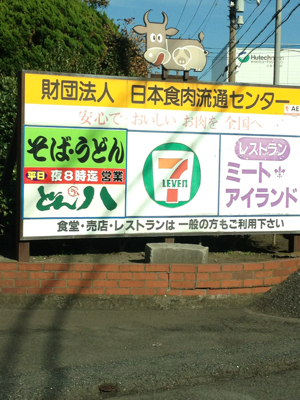 Hutechnorin
財団法人 日本食肉流通センター
安心で おいしい お肉を 全国へ
そばうどん
平日 夜8時迄 営業
とん八
7
ELEVEN
レストラン
ミート
アイランド
食堂・売店・レストランは 一般の方もご利用下さい